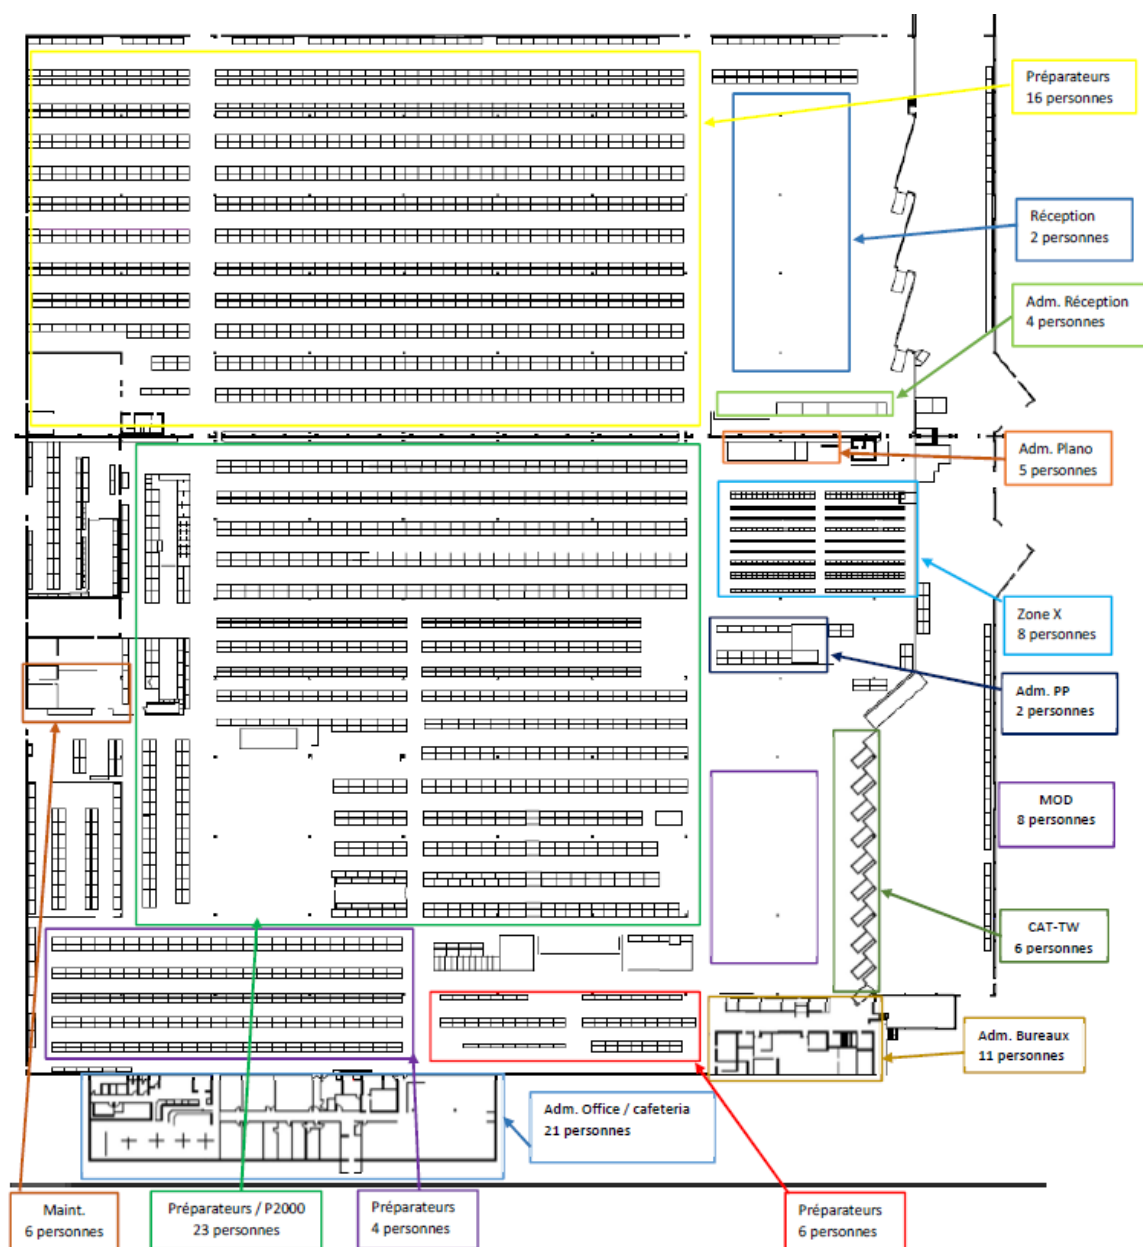 Préparateurs
16 personnes
Réception
2 personnes
Adm. Réception
4 personnes
Adm. Plano
5 personnes
Zone X
8 personnes
Adm. PP
2 personnes
MOD
8 personnes
CAT-TW
6 personnes
Adm. Bureaux
11 personnes
Adm. Office / cafeteria
21 personnes
Maint.
6 personnes
Préparateurs / P2000
23 personnes
Préparateurs
4 personnes
Préparateurs
6 personnes